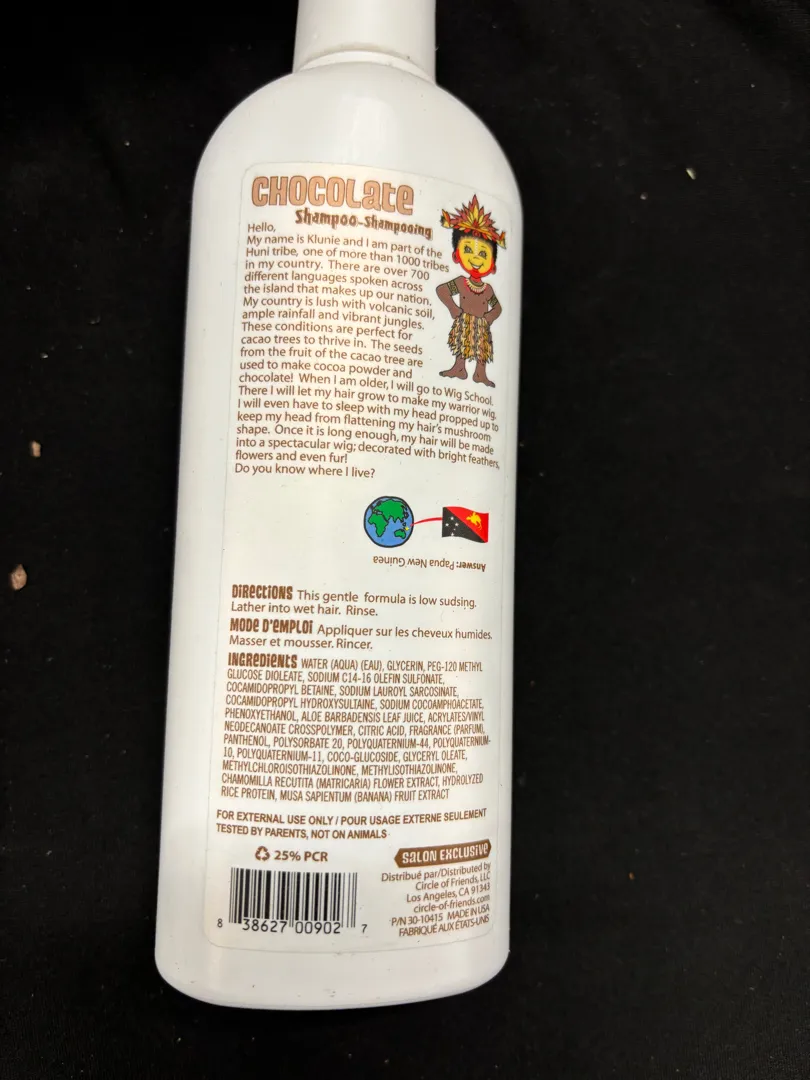 CHOCOLate
Shampoo-Shampooing
Hello,
My name is Klunie and I am part of the
Huni tribe, one of more than 1000 tribes
in my country. There are over 700
different languages spoken across
the island that makes up our nation.
My country is lush with volcanic soil,
ample rainfall and vibrant jungles.
These conditions are perfect for
cacao trees to thrive in. The seeds
from the fruit of the cacao tree are
used to make cocoa powder and
chocolate! When I am older, I will go to Wig School.
There I will let my hair grow to make my warrior wig.
I will even have to sleep with my head propped up to
keep my head from flattening my hair's mushroom
shape. Once it is long enough, my hair will be made
into a spectacular wig; decorated with bright feathers,
flowers and even fur!
Do you know where I live?
Answer: Papua New Guinea
DiRectiONS This gentle formula is low sudsing.
Lather into wet hair. Rinse.
MODe D'eMPLOi Appliquer sur les cheveux humides.
Masser et mousser. Rincer.
INGReDieNtS WATER (AQUA) (EAU), GLYCERIN, PEG-120 METHYL
GLUCOSE DIOLEATE, SODIUM C14-16 OLEFIN SULFONATE,
COCAMIDOPROPYL BETAINE, SODIUM LAUROYL SARCOSINATE,
COCAMIDOPROPYL HYDROXYSULTAINE, SODIUM COCOAMPHOACETATE,
PHENOXYETHANOL, ALOE BARBADENSIS LEAF JUICE, ACRYLATES/VINYL
NEODECANOATE CROSSPOLYMER, CITRIC ACID, FRAGRANCE (PARFUM),
PANTHENOL, POLYSORBATE 20, POLYQUATERNIUM-44, POLYQUATERNIUM-
10, POLYQUATERNIUM-11, COCO-GLUCOSIDE, GLYCERYL OLEATE,
METHYLCHLOROISOTHIAZOLINONE, METHYLISOTHIAZOLINONE,
CHAMOMILLA RECUTITA (MATRICARIA) FLOWER EXTRACT, HYDROLYZED
RICE PROTEIN, MUSA SAPIENTUM (BANANA) FRUIT EXTRACT
FOR EXTERNAL USE ONLY / POUR USAGE EXTERNE SEULEMENT
TESTED BY PARENTS, NOT ON ANIMALS
25% PCR
SaLON EXCLUSiVe
Distribué par/Distributed by
Circle of Friends, LLC
Los Angeles, CA 91343
circle-of-friends.com
P/N 30-10415 MADE IN USA
FABRIQUÉ AUX ÉTATS-UNIS
8 38627 00902 7